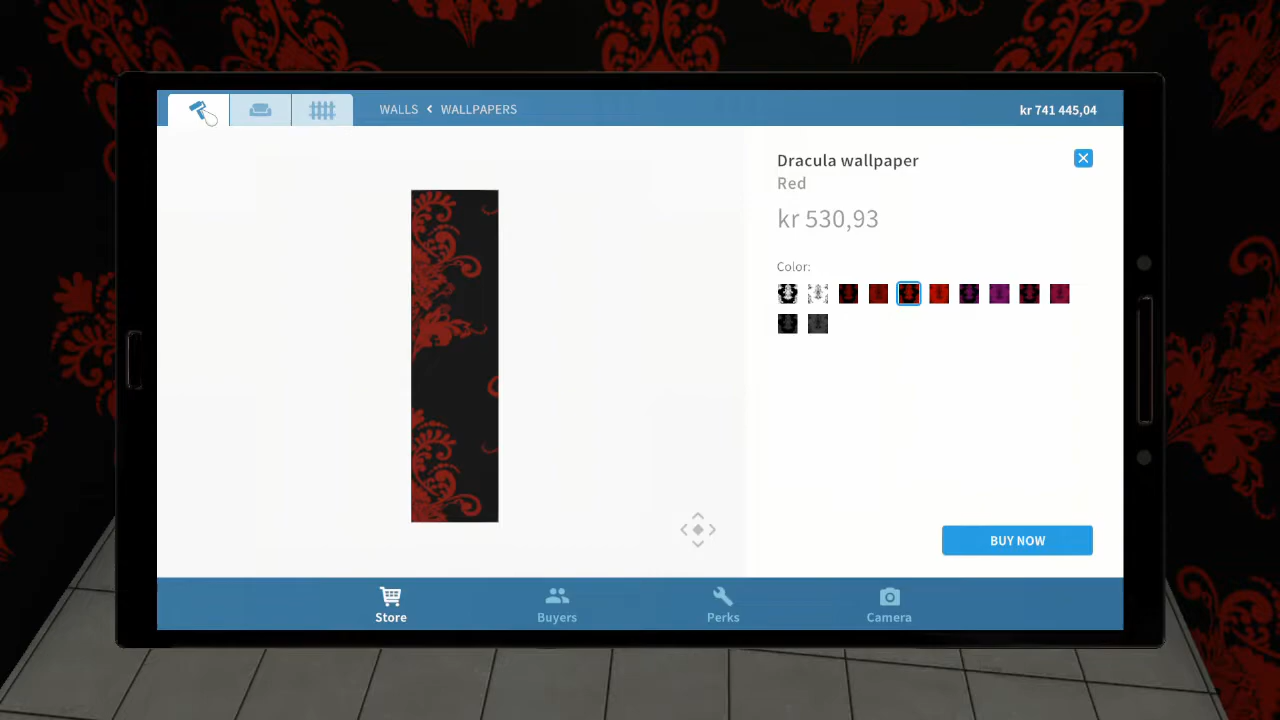 WALLS < WALLPAPERS
kr 741 445,04
Dracula wallpaper
Red
kr 530,93
Color:
BUY NOW
Store
Buyers
Perks
Camera